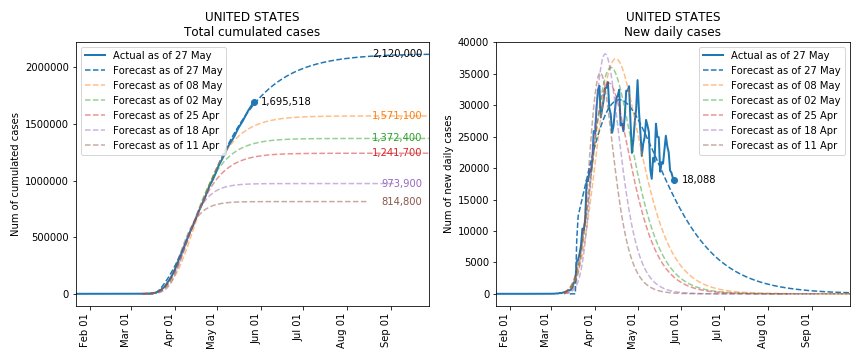 UNITED STATES
Total cumulated cases
Num of cumulated cases
2000000
1500000
1000000
500000
0
Actual as of 27 May
Forecast as of 27 May
Forecast as of 08 May
Forecast as of 02 May
Forecast as of 25 Apr
Forecast as of 18 Apr
Forecast as of 11 Apr
2,120,000
1,695,518
1,571,100
1,372,400
1,241,700
973,900
814,800
Feb 01
Mar 01
Apr 01
May 01
Jun 01
Jul 01
Aug 01
Sep 01
UNITED STATES
New daily cases
Num of new daily cases
40000
35000
30000
25000
20000
15000
10000
5000
0
Actual as of 27 May
Forecast as of 27 May
Forecast as of 08 May
Forecast as of 02 May
Forecast as of 25 Apr
Forecast as of 18 Apr
Forecast as of 11 Apr
18,088
Feb 01
Mar 01
Apr 01
May 01
Jun 01
Jul 01
Aug 01
Sep 01